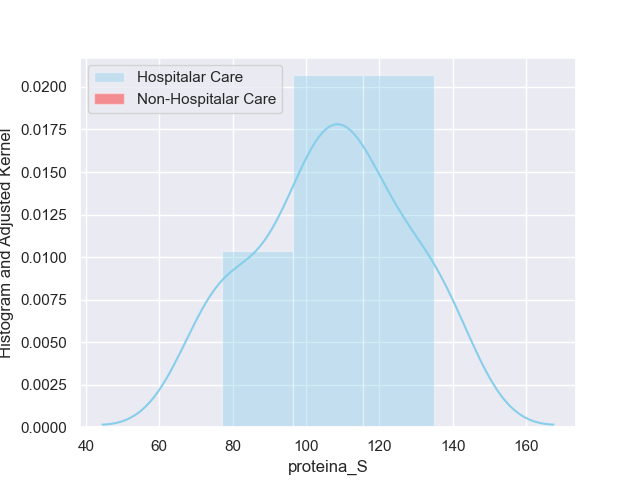 Hospitalar Care
Non-Hospitalar Care
Histogram and Adjusted Kernel
0.0200
0.0175
0.0150
0.0125
0.0100
0.0075
0.0050
0.0025
0.0000
40 60 80 100 120 140 160
proteina_S